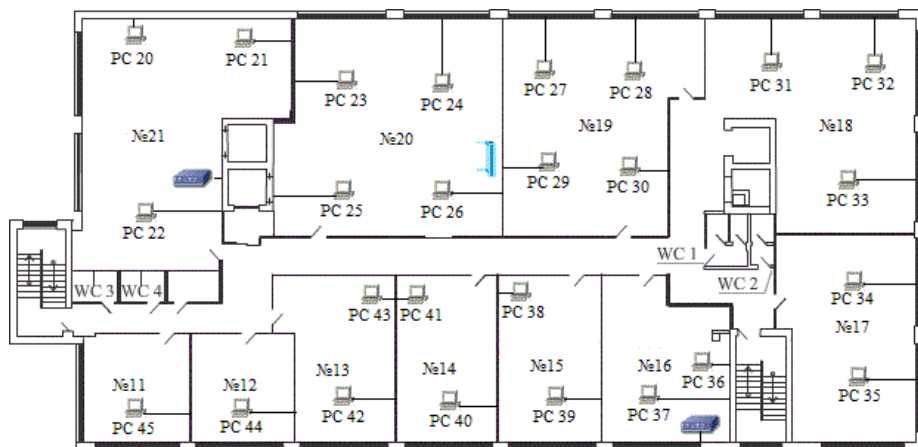 PC 20
PC 21
PC 23
PC 24
PC 27
PC 28
PC 31
PC 32
№21
№20
№19
№18
PC 29
PC 30
PC 33
PC 25
PC 26
PC 22
WC 1
WC 2
WC 3
WC 4
PC 43
PC 41
PC 38
PC 34
№17
№11
№12
№13
№14
№15
№16
PC 36
PC 35
PC 45
PC 44
PC 42
PC 40
PC 39
PC 37